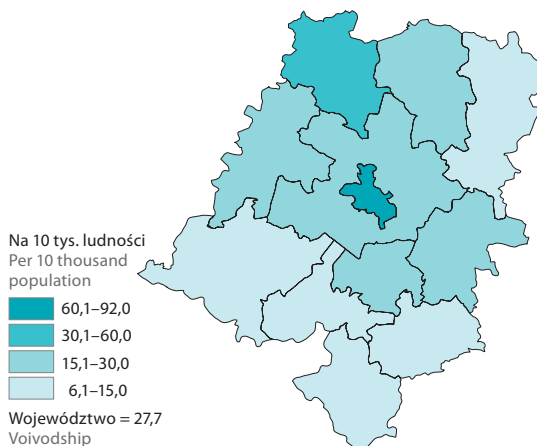 Na 10 tys. ludności
Per 10 thousand
population
60,1–92,0
30,1–60,0
15,1–30,0
6,1–15,0
Województwo = 27,7
Voivodship